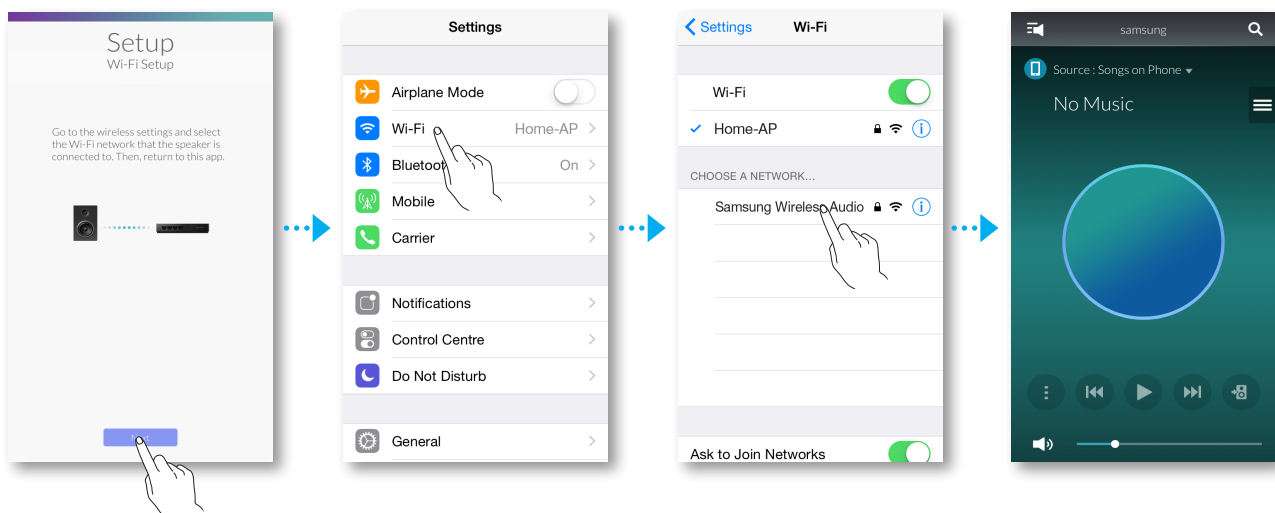 Setup
Wi-Fi Setup
Go to the wireless settings and select
the Wi-Fi network that the speaker is
connected to. Then, return to this app.
Settings
Airplane Mode
Wi-Fi Home-AP
Bluetoot On
Mobile
Carrier
Notifications
Control Centre
Do Not Disturb
General
Settings Wi-Fi
Wi-Fi
Home-AP
CHOOSE A NETWORK...
Samsung Wireless Audio
Ask to Join Networks
samsung
Source : Songs on Phone
No Music